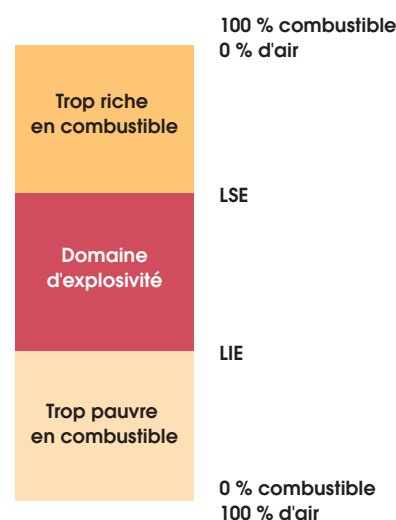 100 % combustible
0 % d'air
Trop riche
en combustible
LSE
Domaine
d'explosivité
LIE
Trop pauvre
en combustible
0 % combustible
100 % d'air